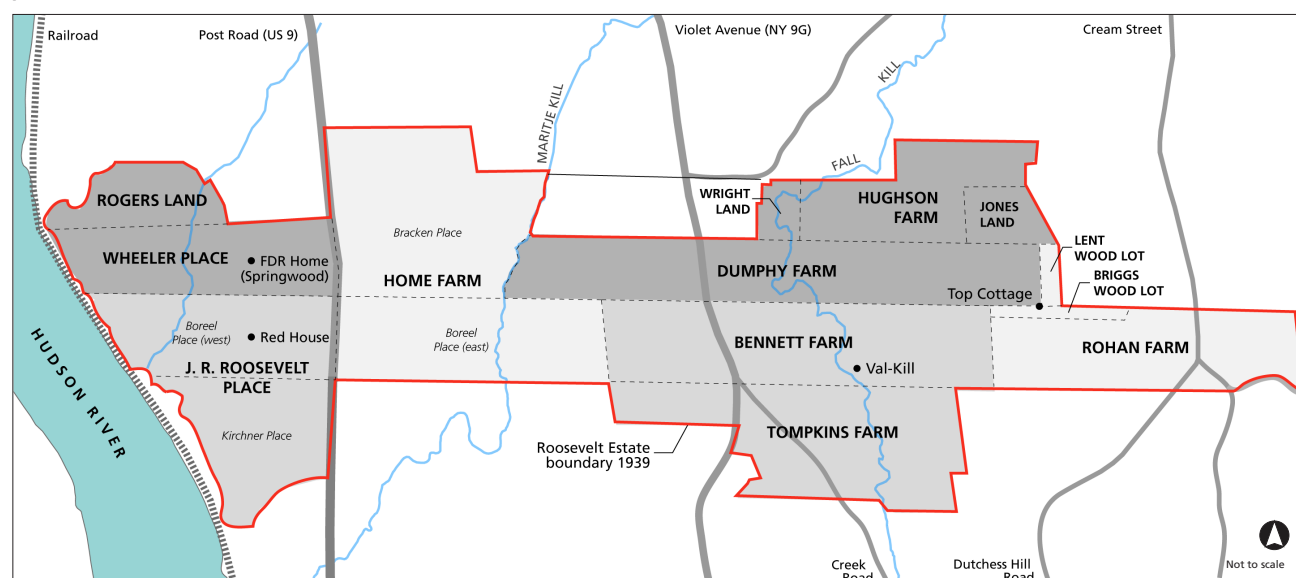 Railroad
Post Road (US 9)
Violet Avenue (NY 9G)
Cream Street
KILL
MARITJE KILL
FALL
ROGERS LAND
WRIGHT
LAND
HUGHSON
FARM
JONES
LAND
Bracken Place
LENT
WOOD LOT
WHEELER PLACE
FDR Home
(Springwood)
HOME FARM
DUMPHY FARM
BRIGGS
WOOD LOT
Top Cottage
Boreel
Place (west)
Red House
Boreel
Place (east)
BENNETT FARM
ROHAN FARM
HUDSON RIVER
J. R. ROOSEVELT
PLACE
Val-Kill
Kirchner Place
TOMPKINS FARM
Roosevelt Estate
boundary 1939
Creek
Road
Dutchess Hill
Road
Not to scale